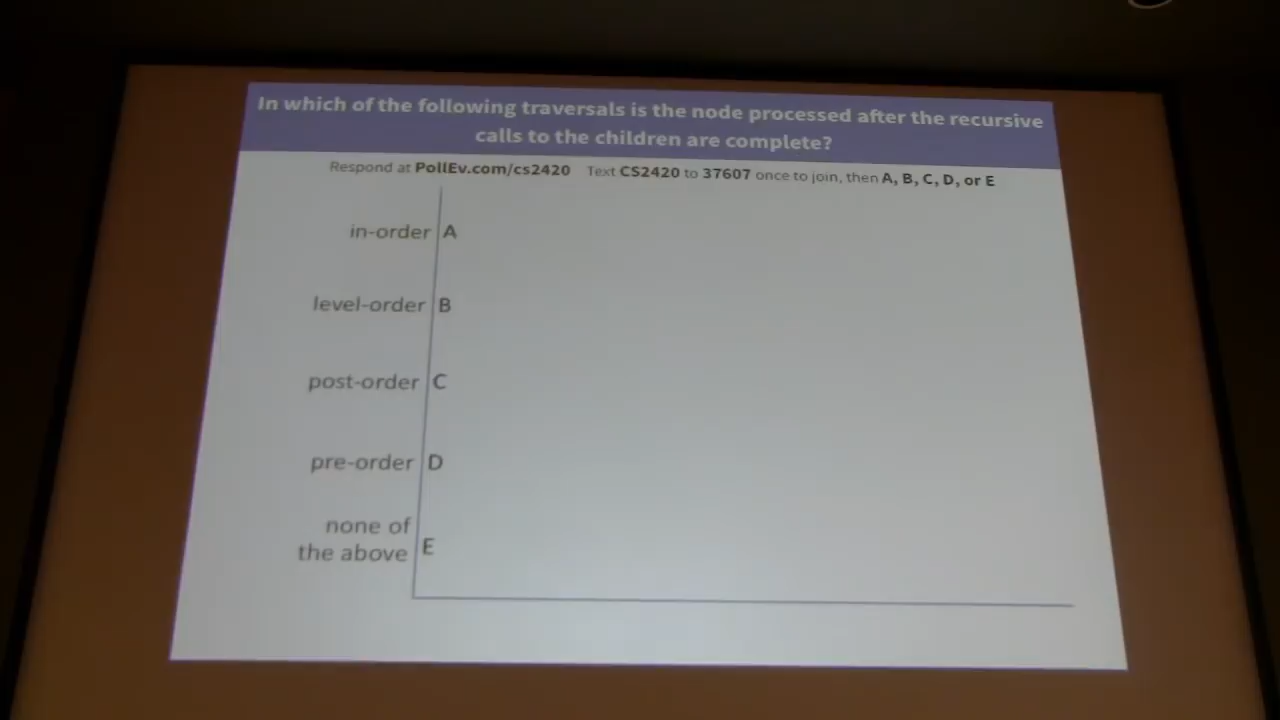 In which of the following traversals is the node processed after the recursive
calls to the children are complete?
Respond at PollEv.com/cs2420 Text CS2420 to 37607 once to join, then A, B, C, D, or E
in-order A
level-order B
post-order C
pre-order D
none of
the above E